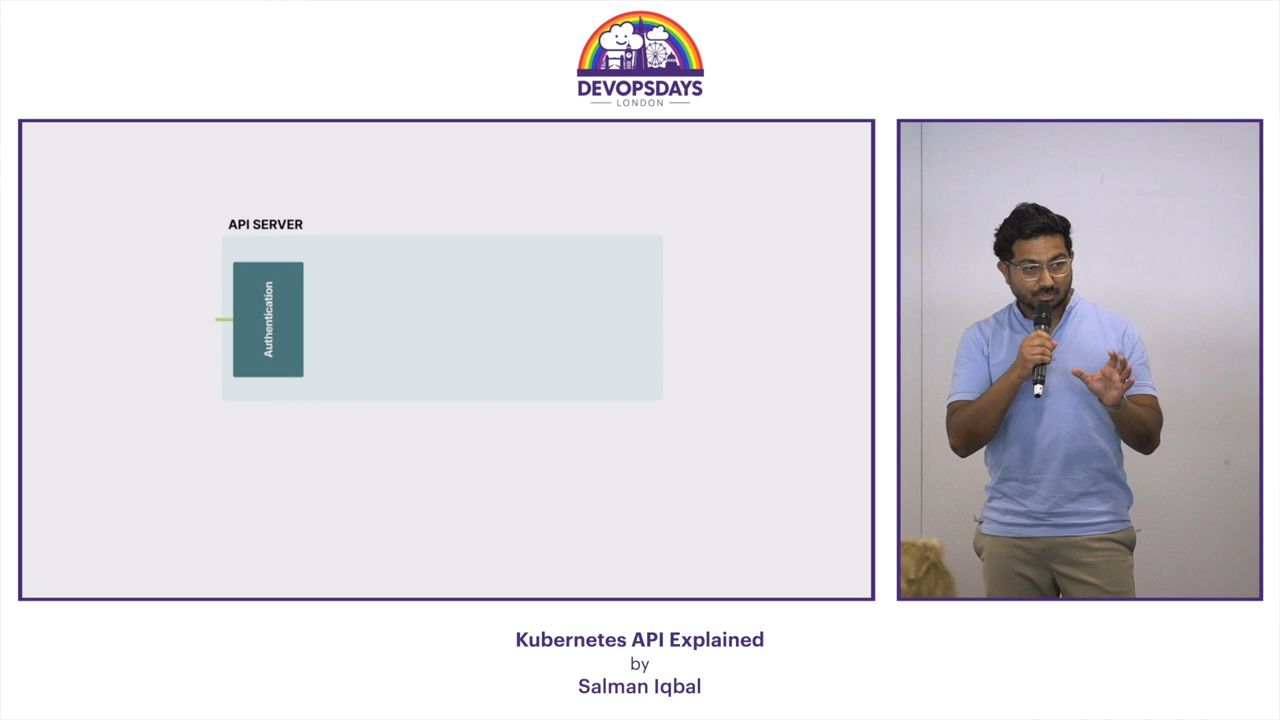 DEVOPSDAYS
LONDON
API SERVER
Authentication
Kubernetes API Explained
by
Salman Iqbal